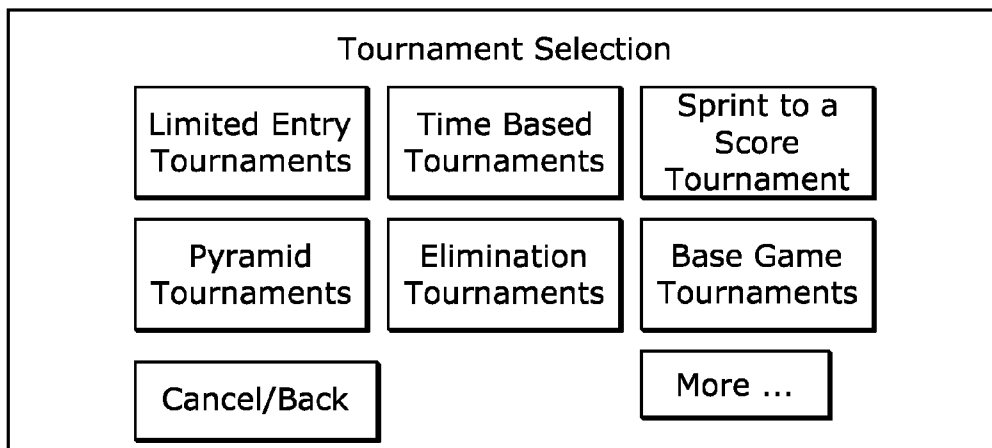 Tournament Selection
Limited Entry
Tournaments
Time Based
Tournaments
Sprint to a
Score
Tournament
Pyramid
Tournaments
Elimination
Tournaments
Base Game
Tournaments
Cancel/Back
More ...